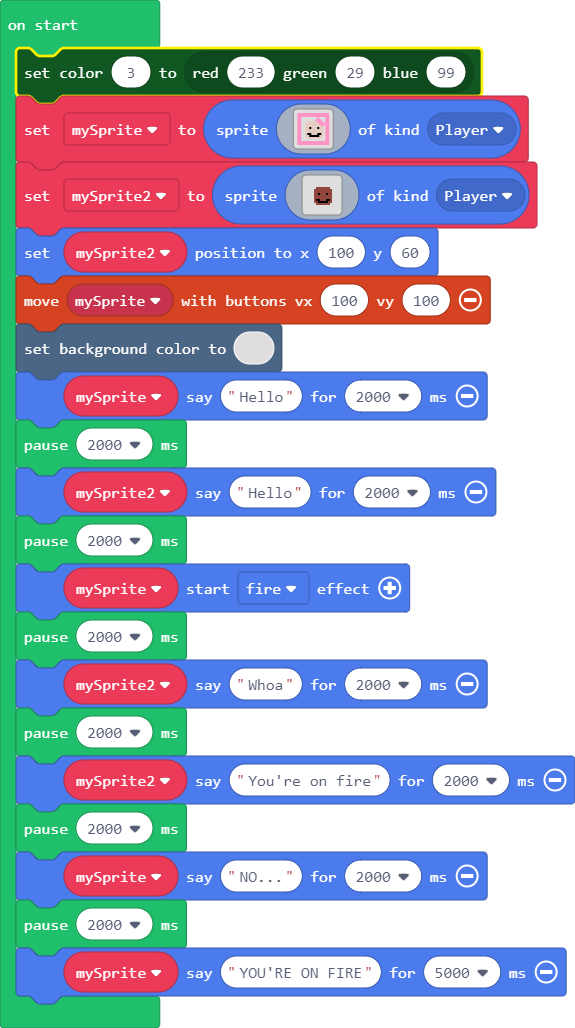 on start
set color 3 to red 233 green 29 blue 99
set mySprite to sprite of kind Player
set mySprite2 to sprite of kind Player
set mySprite2 position to x 100 y 60
move mySprite with buttons vx 100 vy 100
set background color to
mySprite say "Hello" for 2000 ms
pause 2000 ms
mySprite2 say "Hello" for 2000 ms
pause 2000 ms
mySprite start fire effect
pause 2000 ms
mySprite2 say "Whoa" for 2000 ms
pause 2000 ms
mySprite2 say "You're on fire" for 2000 ms
pause 2000 ms
mySprite say "NO..." for 2000 ms
pause 2000 ms
mySprite say "YOU'RE ON FIRE" for 5000 ms